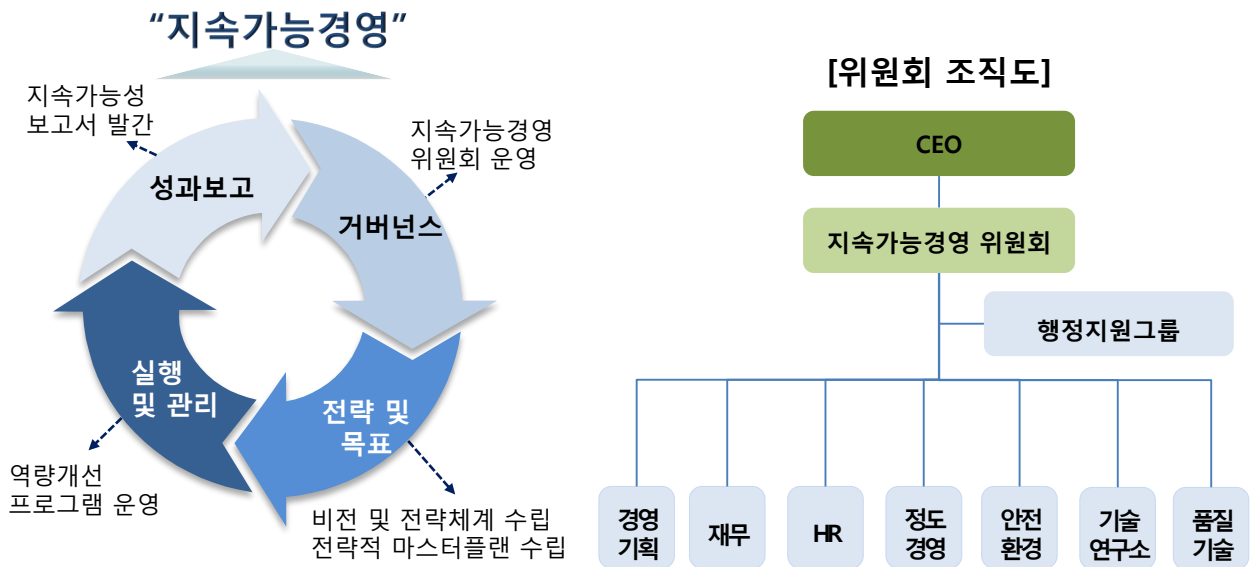 “지속가능경영”
지속가능성
보고서 발간
지속가능경영
위원회 운영
성과보고
거버넌스
실행
및 관리
전략 및
목표
역량개선
프로그램 운영
비전 및 전략체계 수립
전략적 마스터플랜 수립
[위원회 조직도]
CEO
지속가능경영 위원회
행정지원그룹
경영
기획
재무
HR
정도
경영
안전
환경
기술
연구소
품질
기술